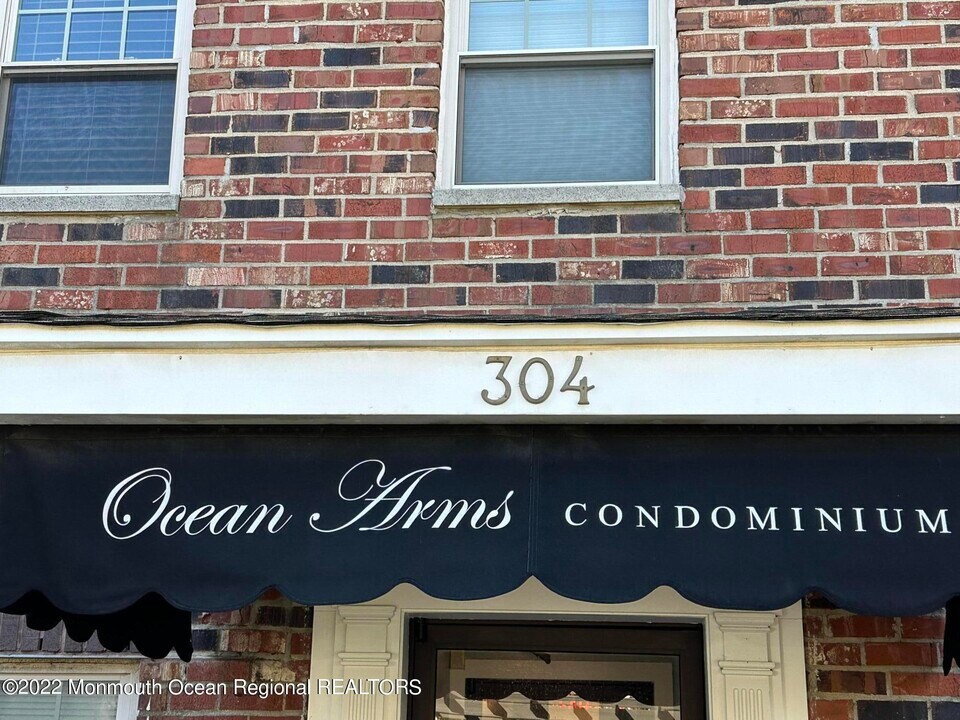 304
Ocean Arms CONDOMINIUM
©2022 Monmouth Ocean Regional REALTORS